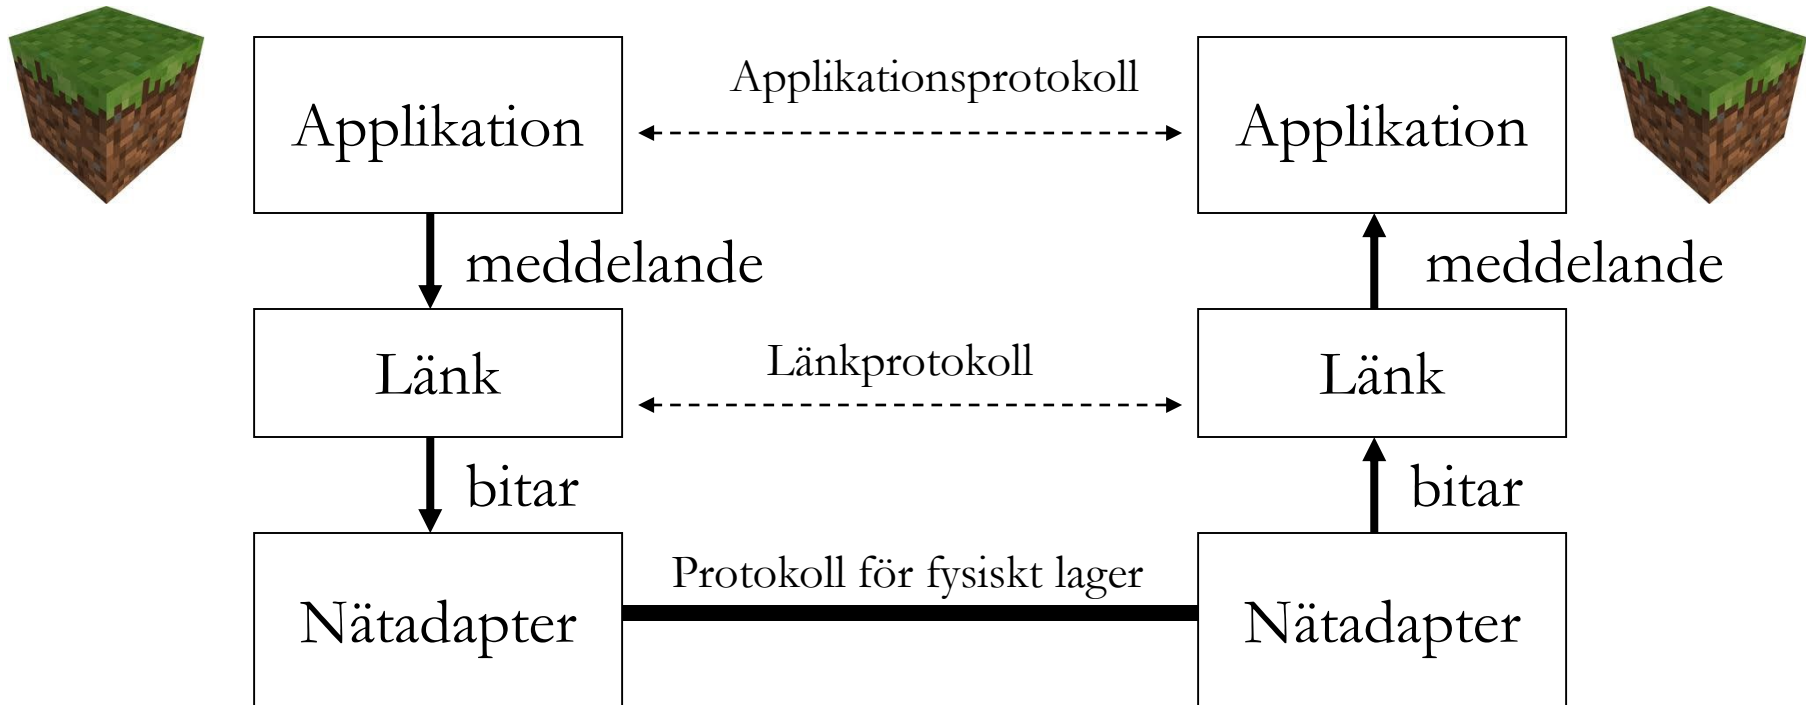 Applikation
Applikationsprotokoll
Applikation
meddelande
meddelande
Länk
Länkprotokoll
Länk
bitar
bitar
Nätadapter
Protokoll för fysiskt lager
Nätadapter